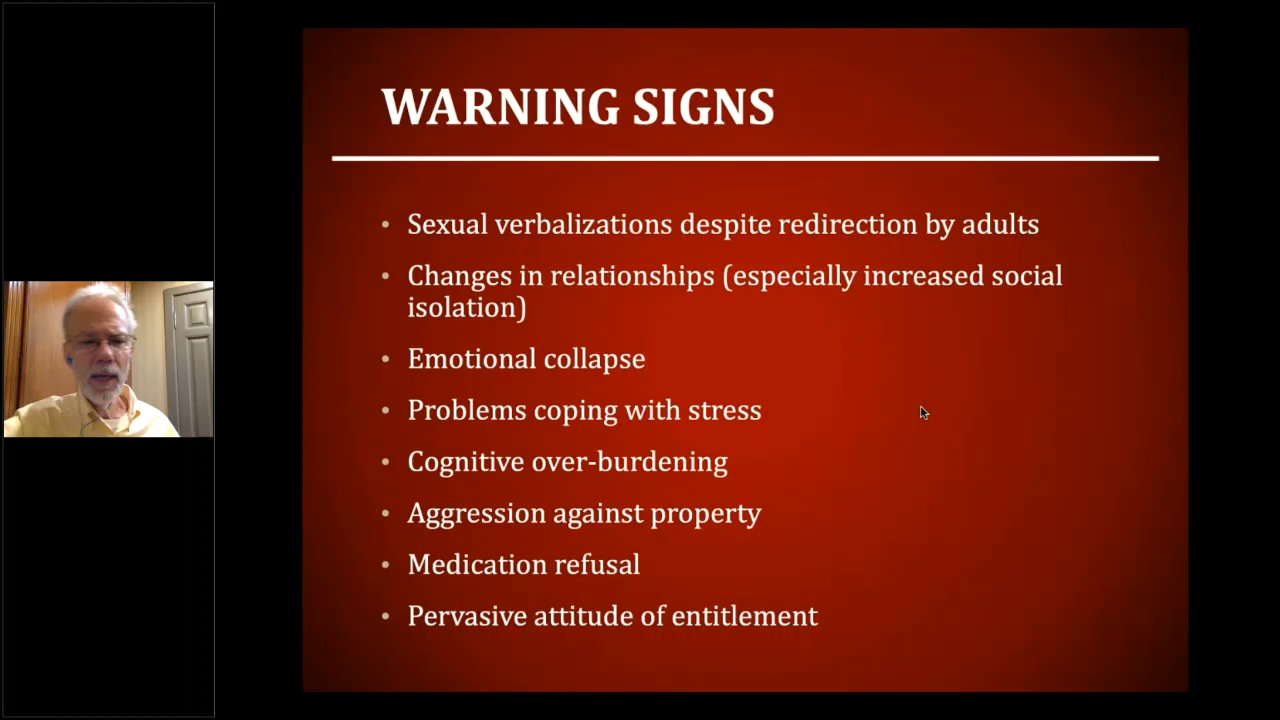 WARNING SIGNS
• Sexual verbalizations despite redirection by adults
• Changes in relationships (especially increased social
isolation)
• Emotional collapse
• Problems coping with stress
• Cognitive over-burdening
• Aggression against property
• Medication refusal
• Pervasive attitude of entitlement